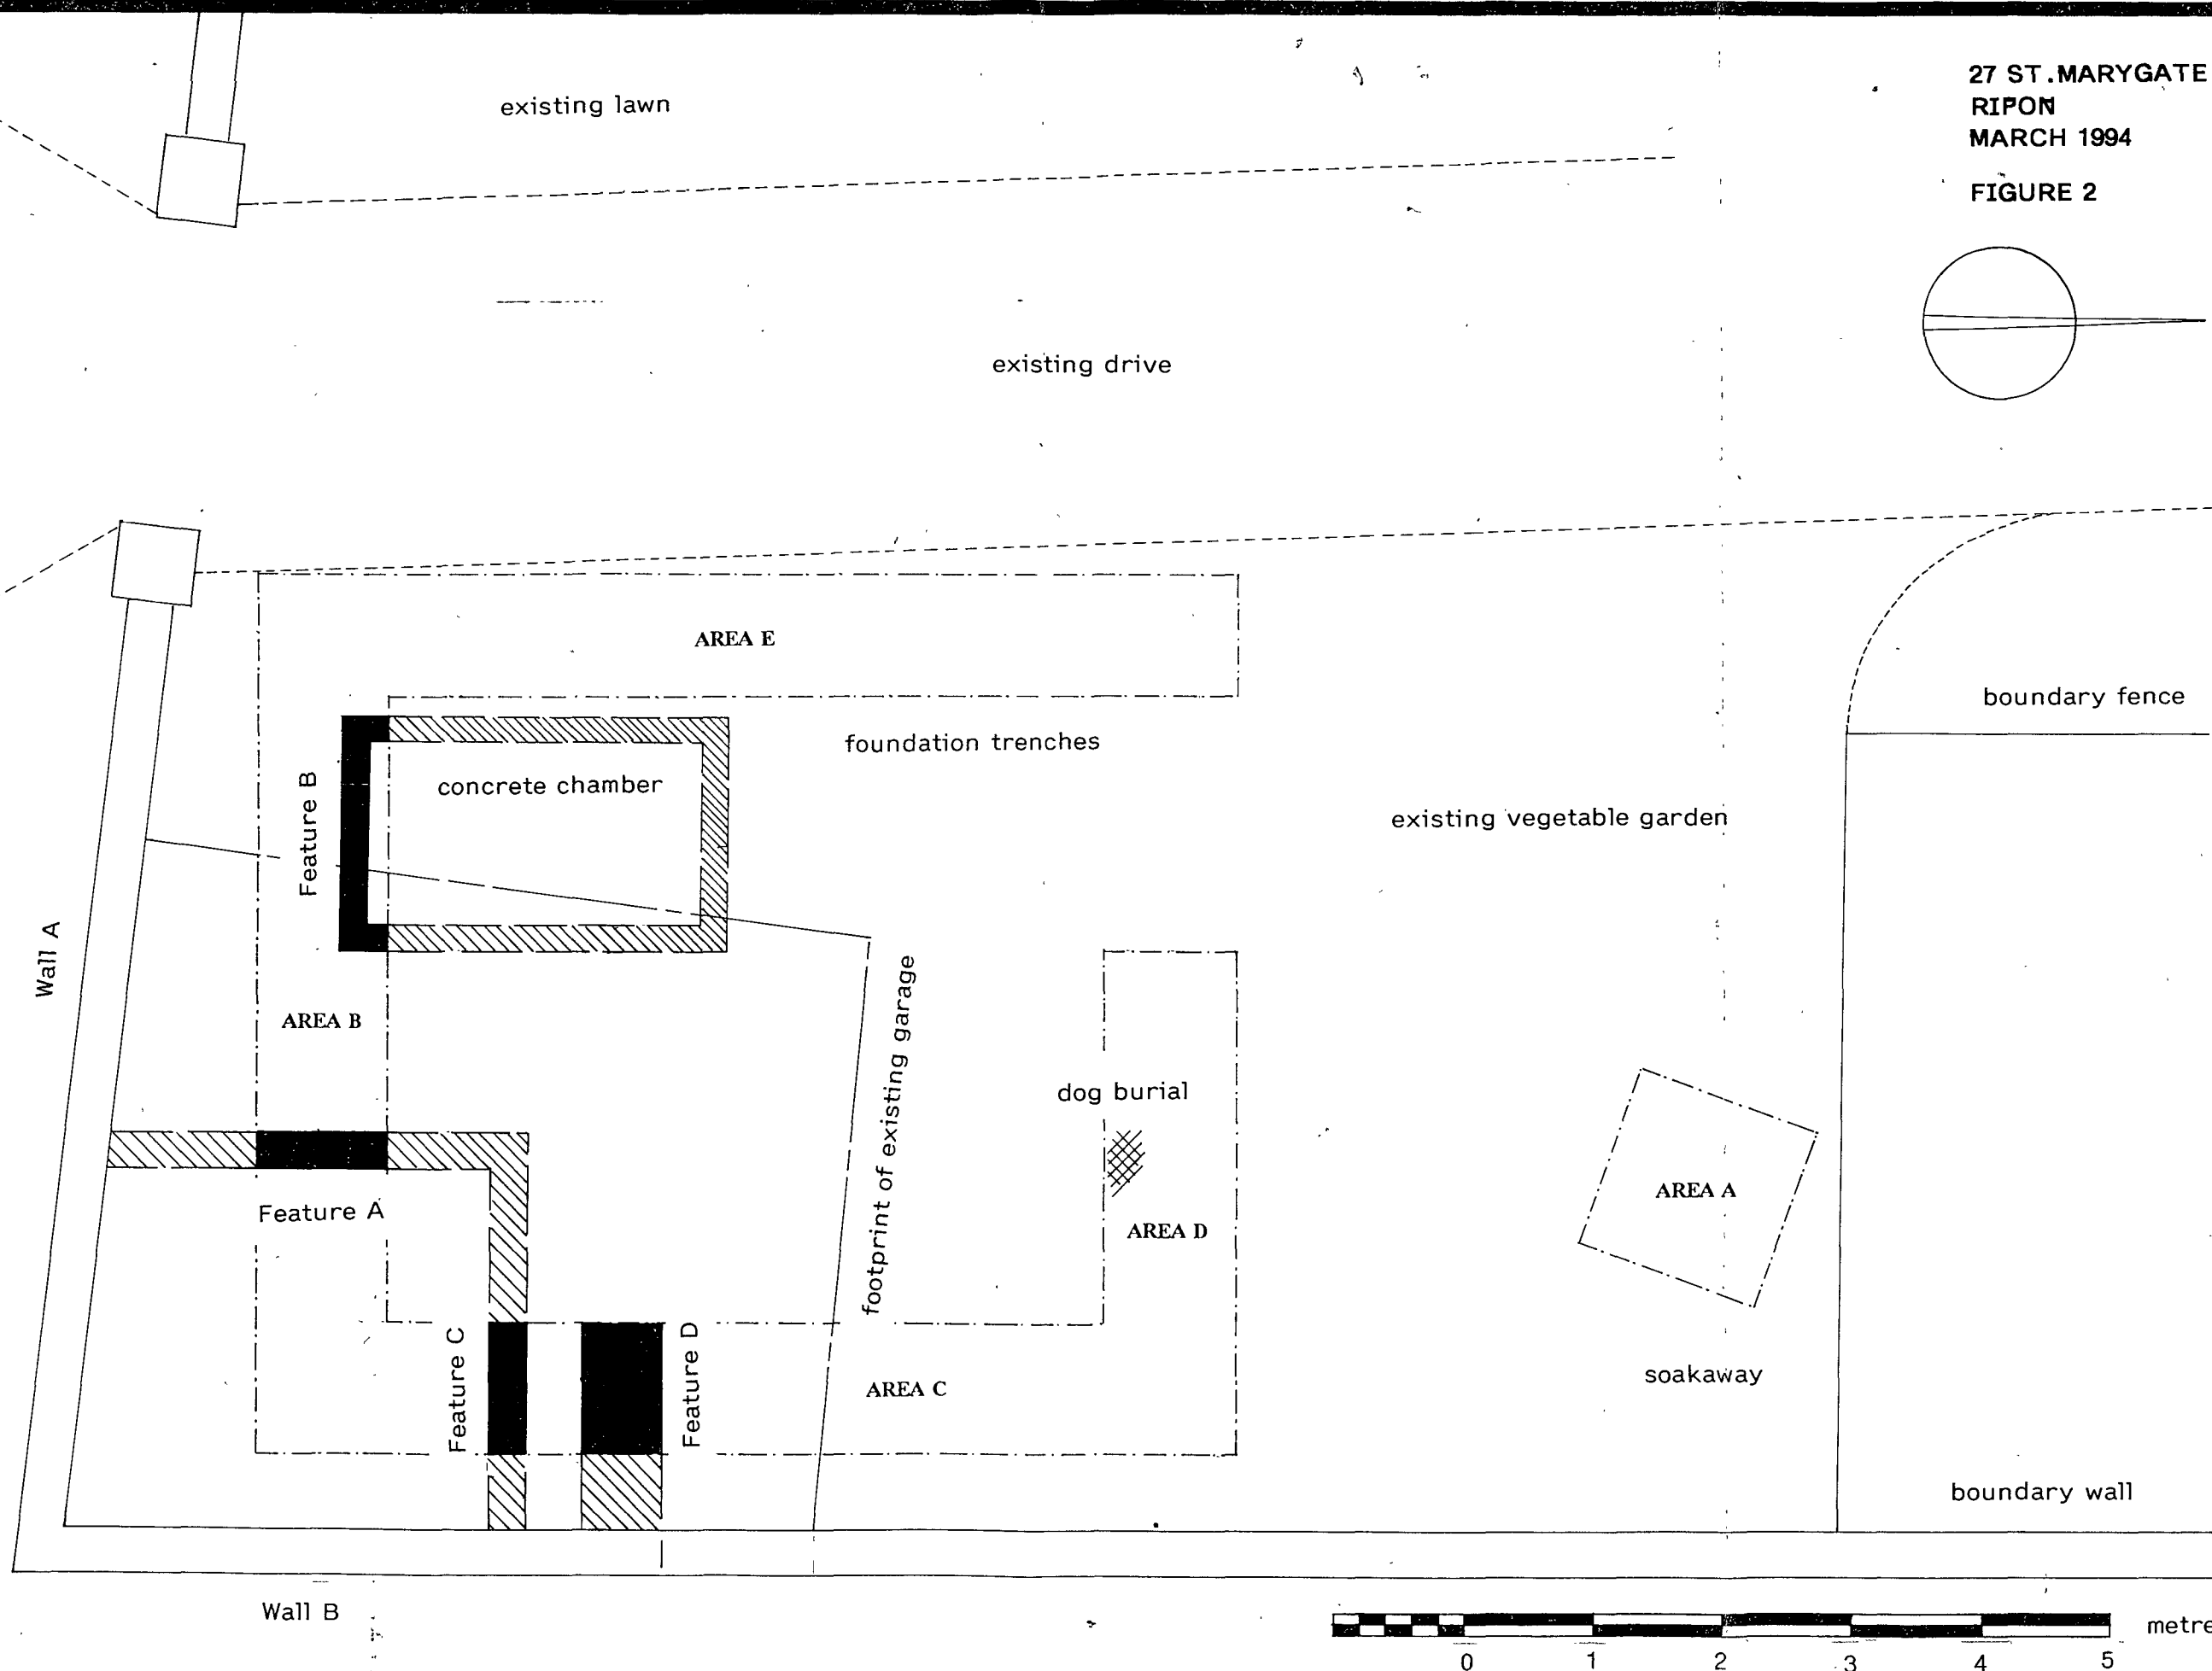 27 ST.MARYGATE
RIPON
MARCH 1994
FIGURE 2
existing lawn
existing drive
AREA E
boundary fence
foundation trenches
concrete chamber
Feature B
existing vegetable garden
Wall A
AREA B
footprint of existing garage
dog burial
AREA A
Feature A
AREA D
Feature C
Feature D
AREA C
soakaway
boundary wall
Wall B
metre
0 1 2 3 4 5